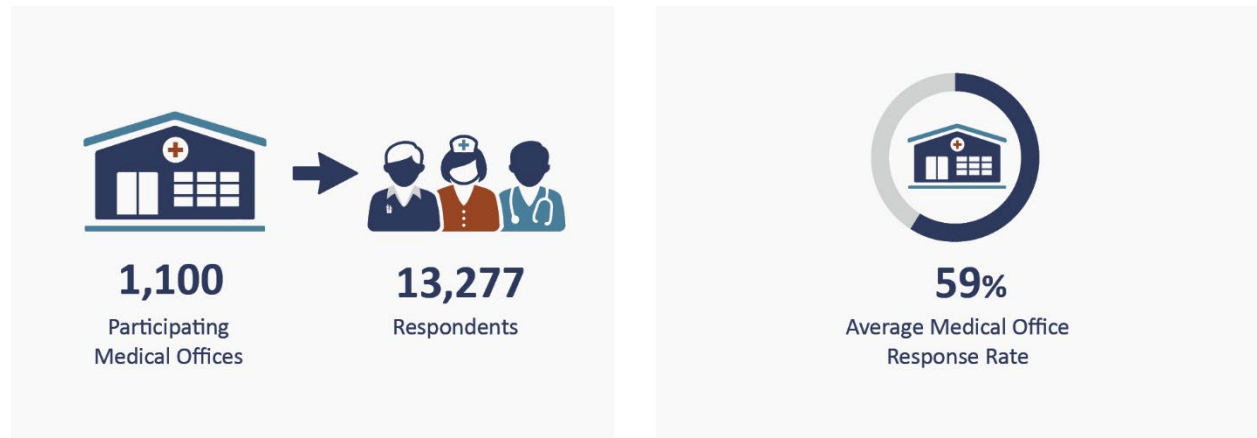 1,100
Participating
Medical Offices
13,277
Respondents
59%
Average Medical Office
Response Rate